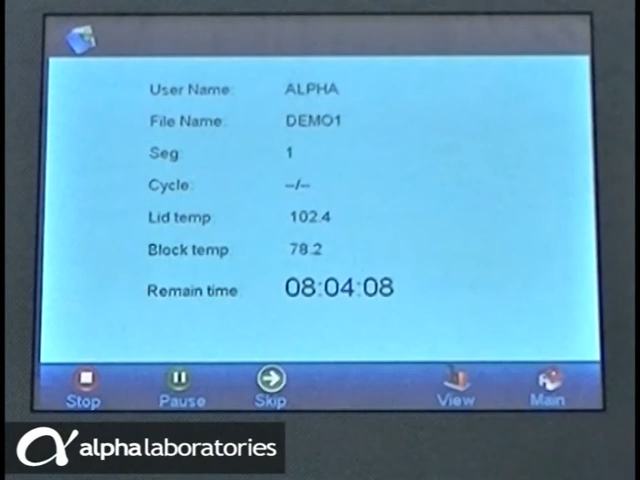 User Name: ALPHA
File Name: DEMO1
Seg: 1
Cycle: --/--
Lid temp 102.4
Block temp 78.2
Remain time 08:04:08
Stop Pause Skip View Main
alphalaboratories